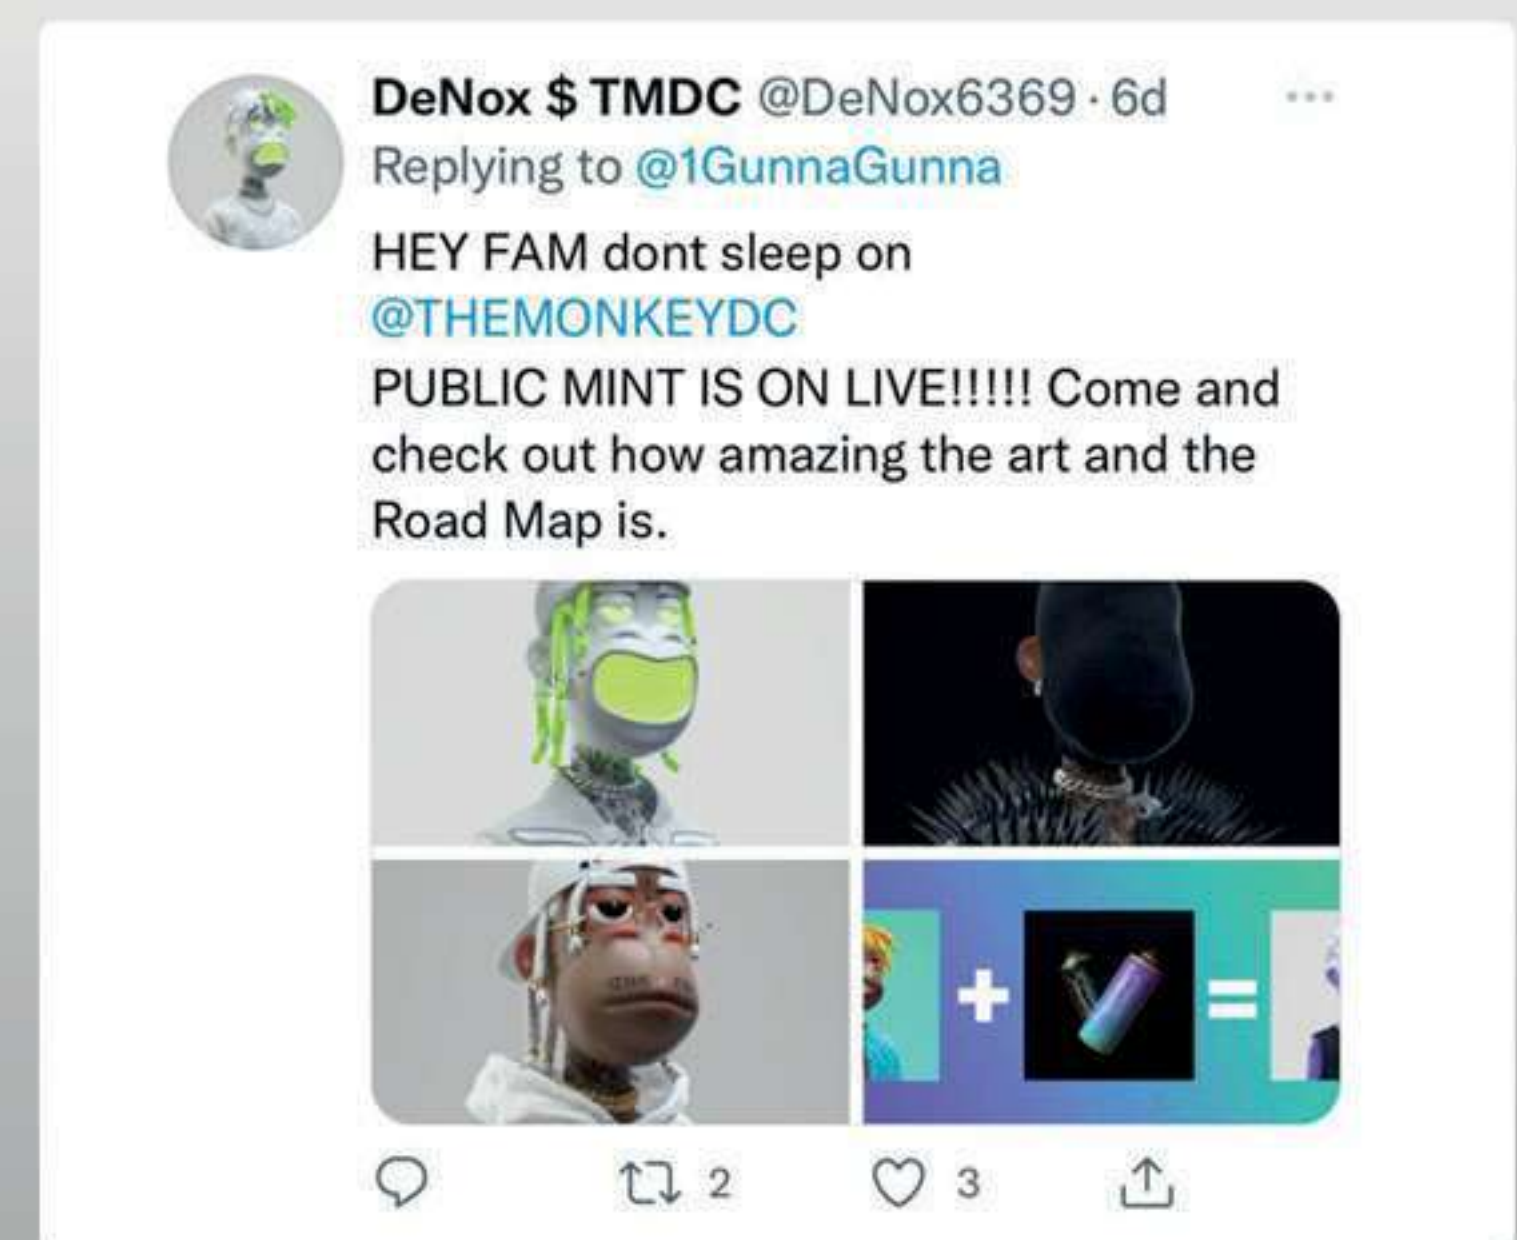 DeNox $ TMDC @DeNox6369 · 6d
Replying to @1GunnaGunna
HEY FAM dont sleep on
@THEMONKEYDC
PUBLIC MINT IS ON LIVE!!!!! Come and
check out how amazing the art and the
Road Map is.
+ =
2 3